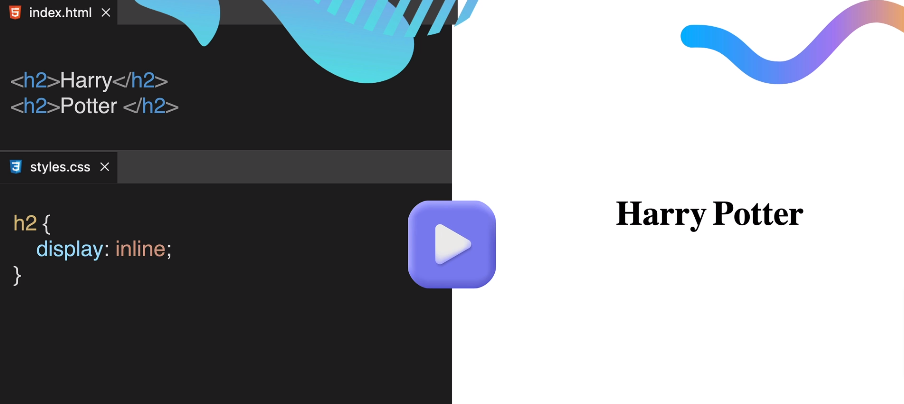 index.html
<h2>Harry</h2>
<h2>Potter </h2>
styles.css
h2 {
display: inline;
}
Harry Potter